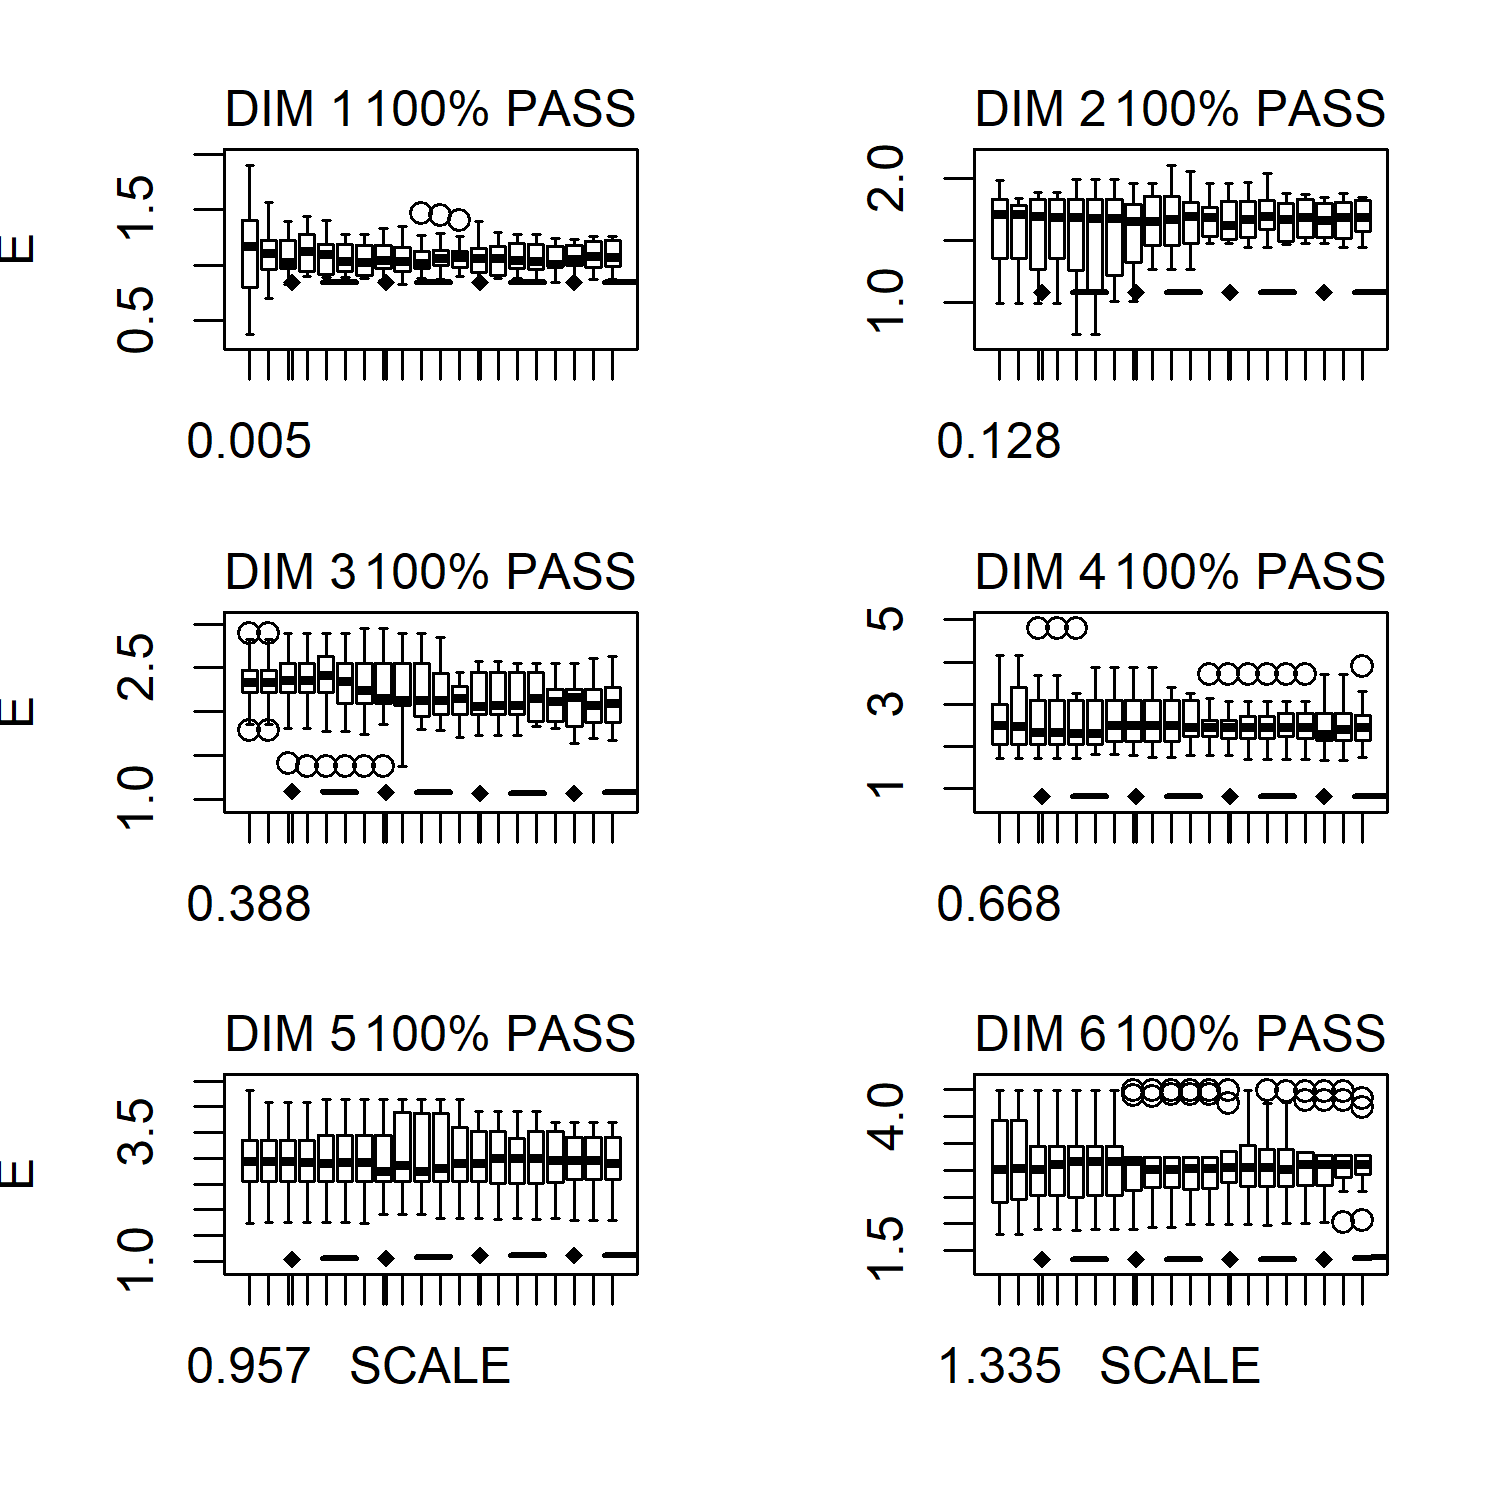 DIM 1 100% PASS
E
0.5 1.5
0.005
DIM 2 100% PASS
1.0 2.0
0.128
DIM 3 100% PASS
E
1.0 2.5
0.388
DIM 4 100% PASS
1 3 5
0.668
DIM 5 100% PASS
E
1.0 3.5
0.957 SCALE
DIM 6 100% PASS
1.5 4.0
1.335 SCALE